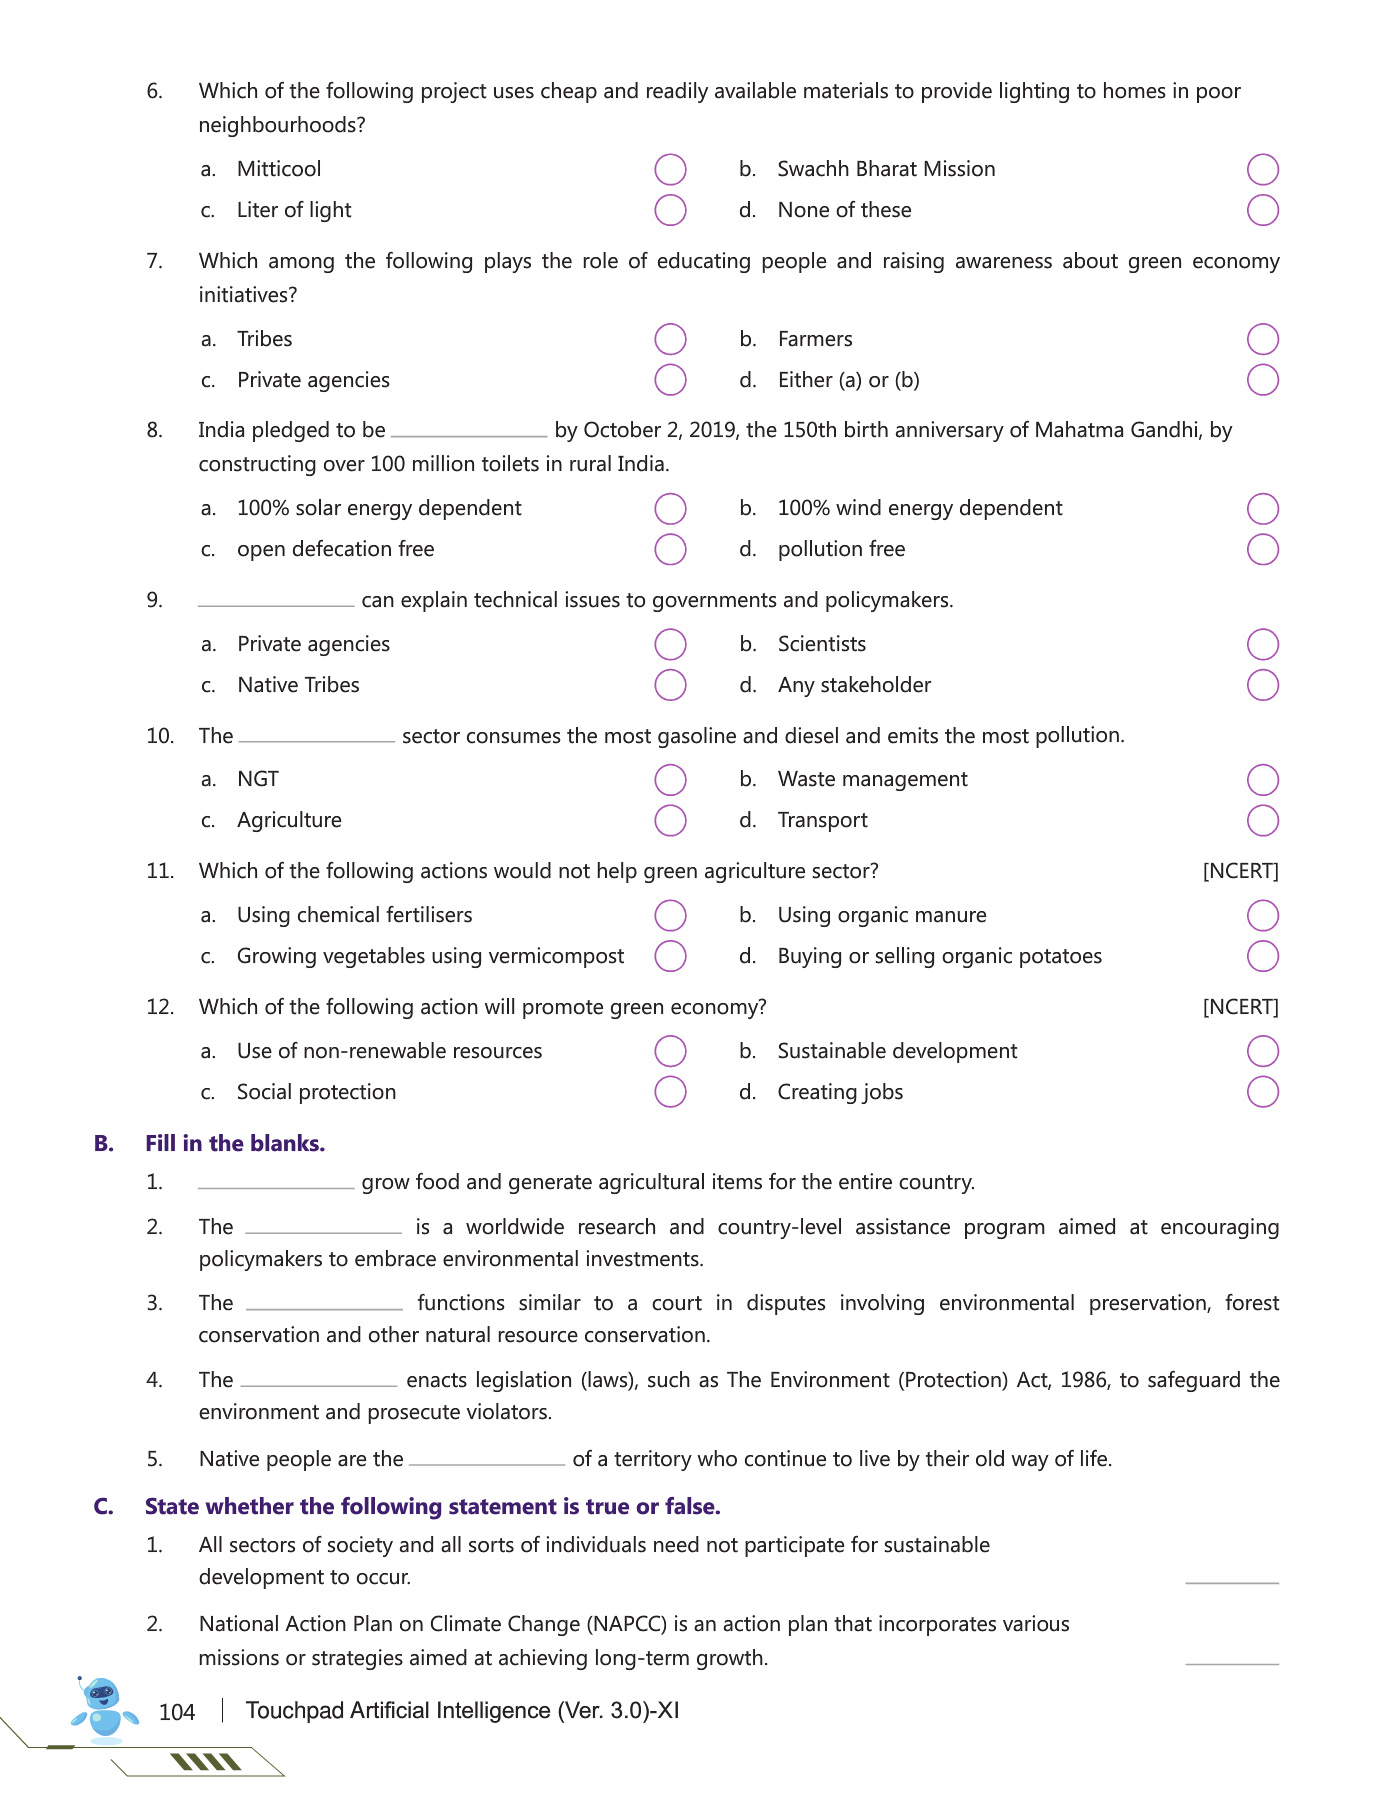 6. Which of the following project uses cheap and readily available materials to provide lighting to homes in poor
neighbourhoods?
a. Mitticool b. Swachh Bharat Mission
c. Liter of light d. None of these
7. Which among the following plays the role of educating people and raising awareness about green economy
initiatives?
a. Tribes b. Farmers
c. Private agencies d. Either (a) or (b)
8. India pledged to be ______________ by October 2, 2019, the 150th birth anniversary of Mahatma Gandhi, by
constructing over 100 million toilets in rural India.
a. 100% solar energy dependent b. 100% wind energy dependent
c. open defecation free d. pollution free
9. ______________ can explain technical issues to governments and policymakers.
a. Private agencies b. Scientists
c. Native Tribes d. Any stakeholder
10. The ______________ sector consumes the most gasoline and diesel and emits the most pollution.
a. NGT b. Waste management
c. Agriculture d. Transport
11. Which of the following actions would not help green agriculture sector? [NCERT]
a. Using chemical fertilisers b. Using organic manure
c. Growing vegetables using vermicompost d. Buying or selling organic potatoes
12. Which of the following action will promote green economy? [NCERT]
a. Use of non-renewable resources b. Sustainable development
c. Social protection d. Creating jobs
B. Fill in the blanks.
1. ______________ grow food and generate agricultural items for the entire country.
2. The ______________ is a worldwide research and country-level assistance program aimed at encouraging
policymakers to embrace environmental investments.
3. The ______________ functions similar to a court in disputes involving environmental preservation, forest
conservation and other natural resource conservation.
4. The ______________ enacts legislation (laws), such as The Environment (Protection) Act, 1986, to safeguard the
environment and prosecute violators.
5. Native people are the ______________ of a territory who continue to live by their old way of life.
C. State whether the following statement is true or false.
1. All sectors of society and all sorts of individuals need not participate for sustainable
development to occur. ________
2. National Action Plan on Climate Change (NAPCC) is an action plan that incorporates various
missions or strategies aimed at achieving long-term growth. ________
104 | Touchpad Artificial Intelligence (Ver. 3.0)-XI